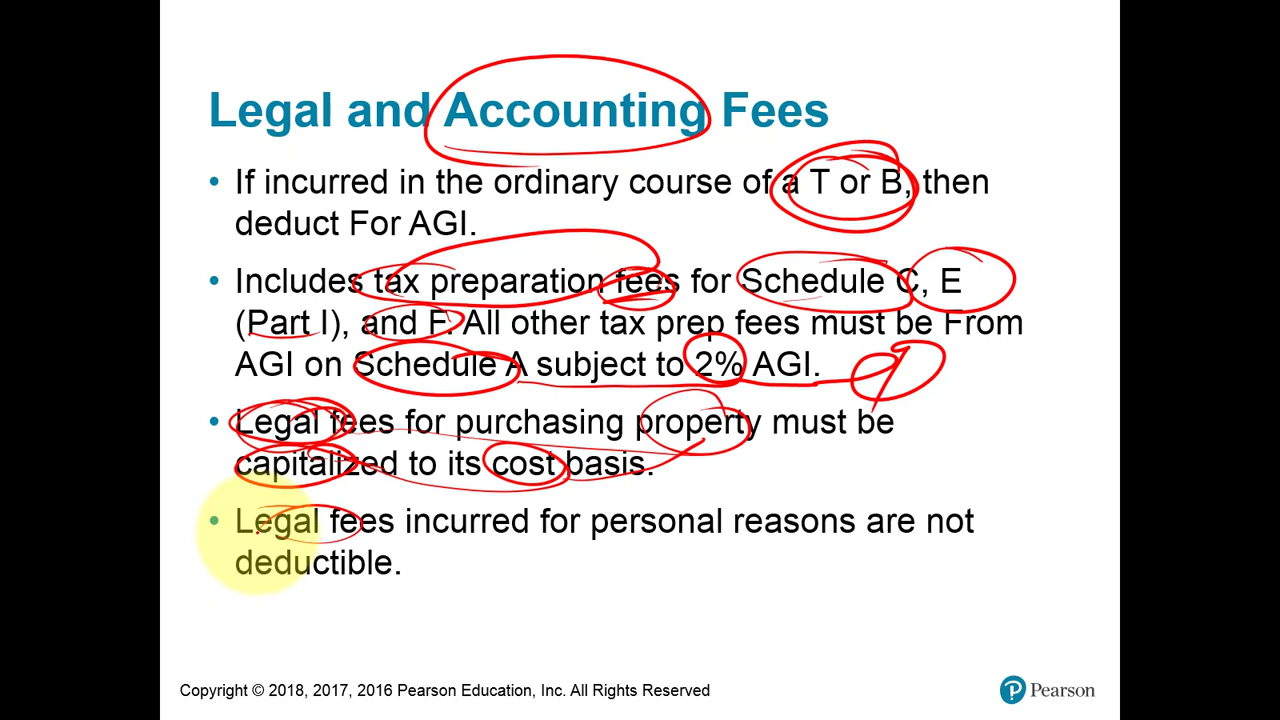 Legal and Accounting Fees
• If incurred in the ordinary course of a T or B, then
deduct For AGI.
• Includes tax preparation fees for Schedule C, E
(Part I), and F. All other tax prep fees must be From
AGI on Schedule A subject to 2% AGI.
• Legal fees for purchasing property must be
capitalized to its cost basis.
• Legal fees incurred for personal reasons are not
deductible.
Copyright © 2018, 2017, 2016 Pearson Education, Inc. All Rights Reserved
P Pearson